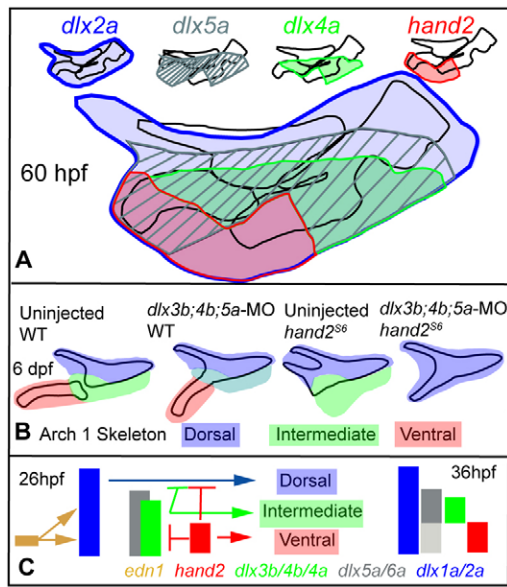 dlx2a dlx5a dlx4a hand2
60 hpf
A
Uninjected WT
dlx3b;4b;5a-MO WT
Uninjected hand2S6
dlx3b;4b;5a-MO hand2S6
6 dpf
B Arch 1 Skeleton Dorsal Intermediate Ventral
26hpf 36hpf
Dorsal
Intermediate
Ventral
C edn1 hand2 dlx3b/4b/4a dlx5a/6a dlx1a/2a